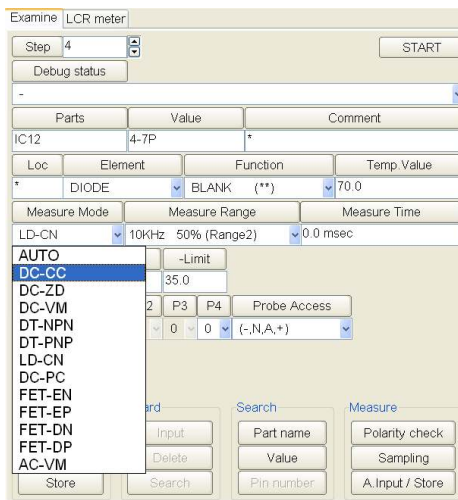 Examine LCR meter
Step 4 START
Debug status
-
Parts Value Comment
IC12 4-7P *
Loc Element Function Temp.Value
* DIODE BLANK (**) 70.0
Measure Mode Measure Range Measure Time
LD-CN 10KHz 50% (Range2) 0.0 msec
AUTO -Limit
DC-CC 35.0
DC-ZD
DC-VM 2 P3 P4 Probe Access
DT-NPN 0 0 (-,N,A,+)
DT-PNP
LD-CN
DC-PC
FET-EN
FET-EP ard Search Measure
FET-DN Input Part name Polarity check
FET-DP Delete Value Sampling
AC-VM
Store Search Pin number A.Input / Store